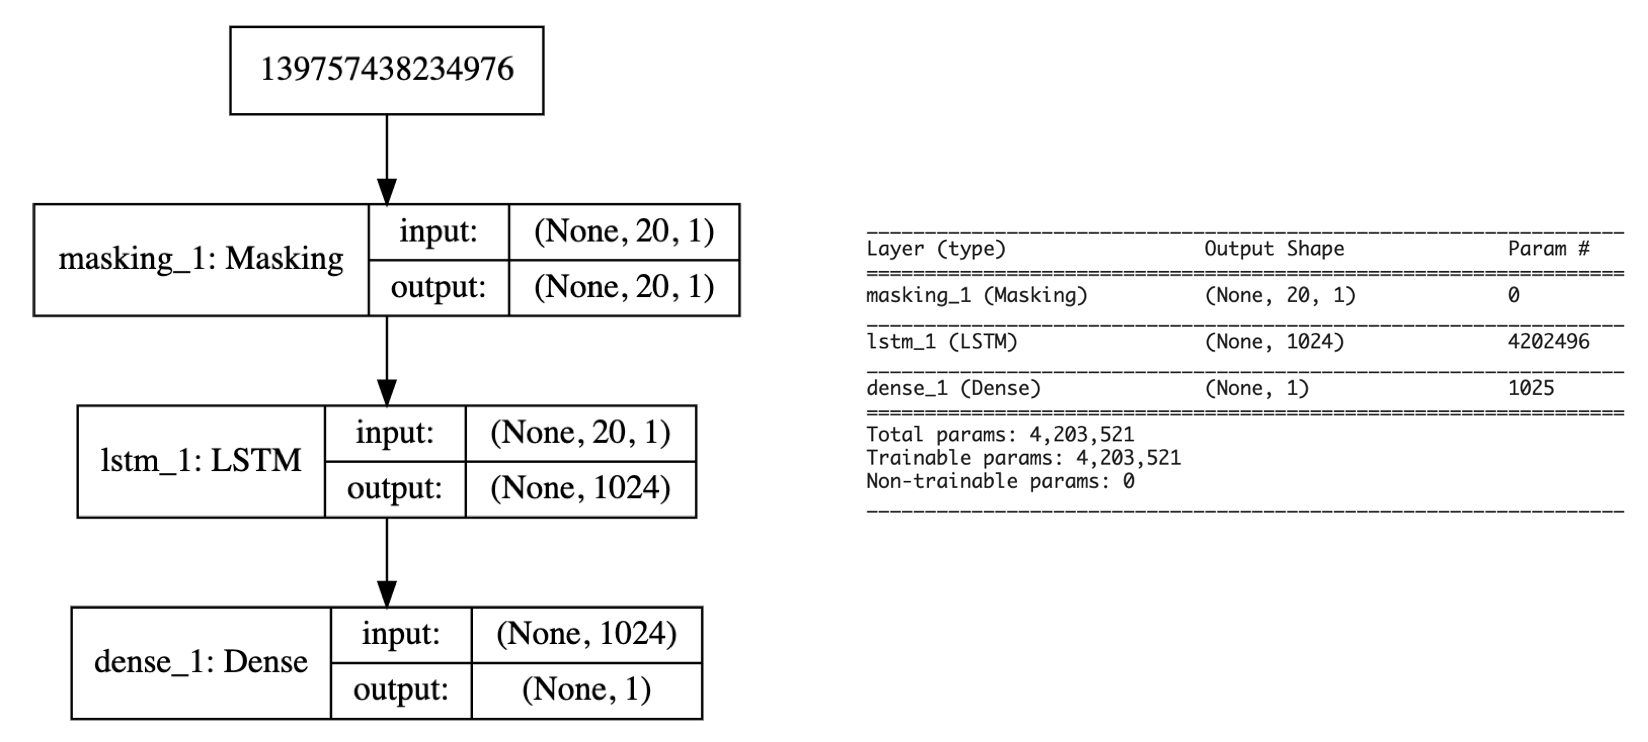 139757438234976
masking_1: Masking
input:
(None, 20, 1)
output:
(None, 20, 1)
lstm_1: LSTM
input:
(None, 20, 1)
output:
(None, 1024)
dense_1: Dense
input:
(None, 1024)
output:
(None, 1)
Layer (type) Output Shape Param #
masking_1 (Masking) (None, 20, 1) 0
lstm_1 (LSTM) (None, 1024) 4202496
dense_1 (Dense) (None, 1) 1025
Total params: 4,203,521
Trainable params: 4,203,521
Non-trainable params: 0